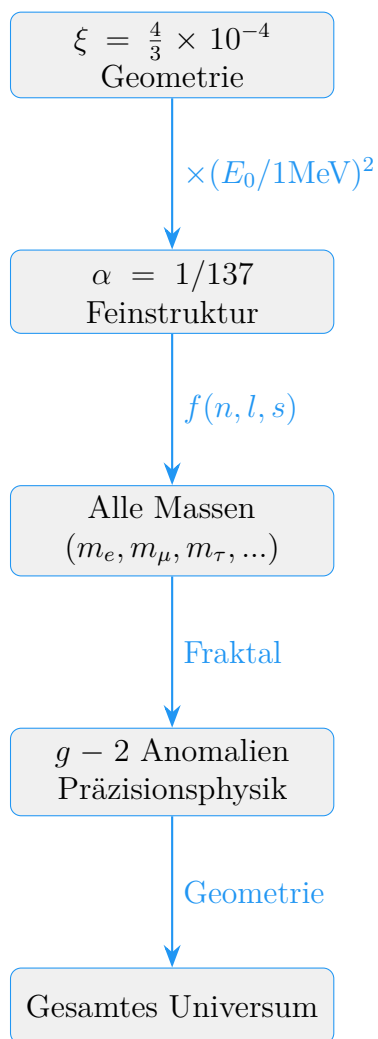 ξ = 4/3 × 10⁻⁴
Geometrie
×(E₀/1MeV)²
α = 1/137
Feinstruktur
f(n, l, s)
Alle Massen
(mₑ, m_μ, m_τ, ...)
Fraktal
g − 2 Anomalien
Präzisionsphysik
Geometrie
Gesamtes Universum